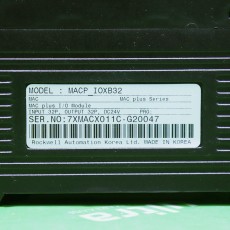 MODEL : MACP_IOXB32
MAC MAC plus Series
MAC plus I/O Module
INPUT 32P, OUTPUT 32P, DC24V PRO:
SER.NO:7XMACX011C-G20047
Rockwell Automation Korea Ltd. MADE IN KOREA